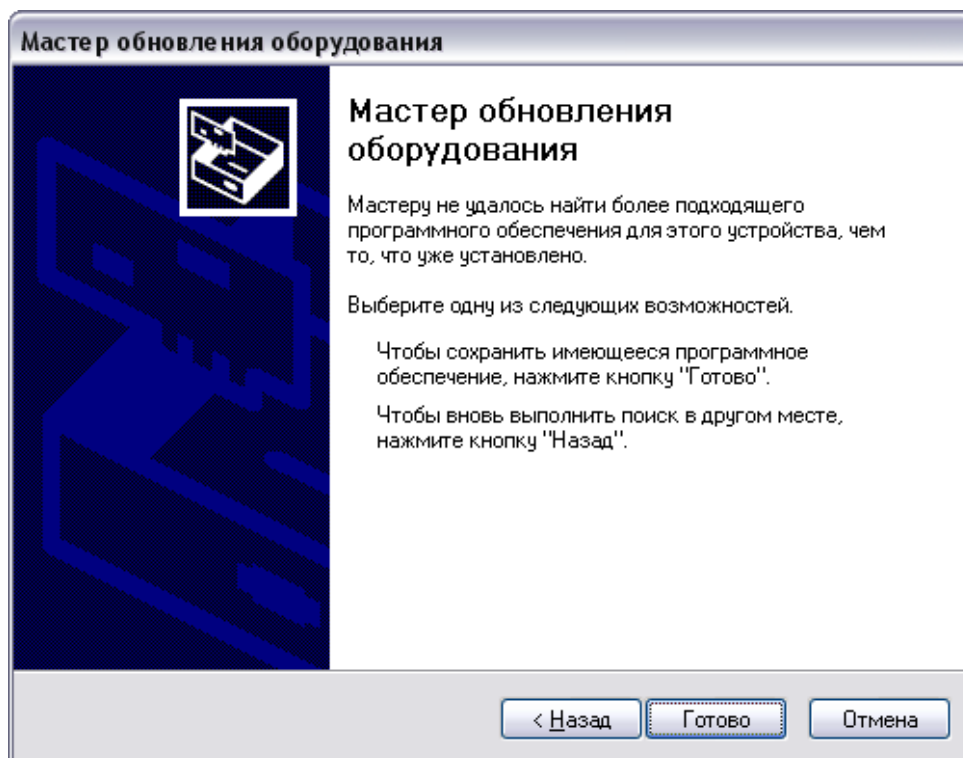 Мастер обновления оборудования
Мастер обновления
оборудования
Мастеру не удалось найти более подходящего
программного обеспечения для этого устройства, чем
то, что уже установлено.
Выберите одну из следующих возможностей.
Чтобы сохранить имеющееся программное
обеспечение, нажмите кнопку "Готово".
Чтобы вновь выполнить поиск в другом месте,
нажмите кнопку "Назад".
< Назад
Готово
Отмена